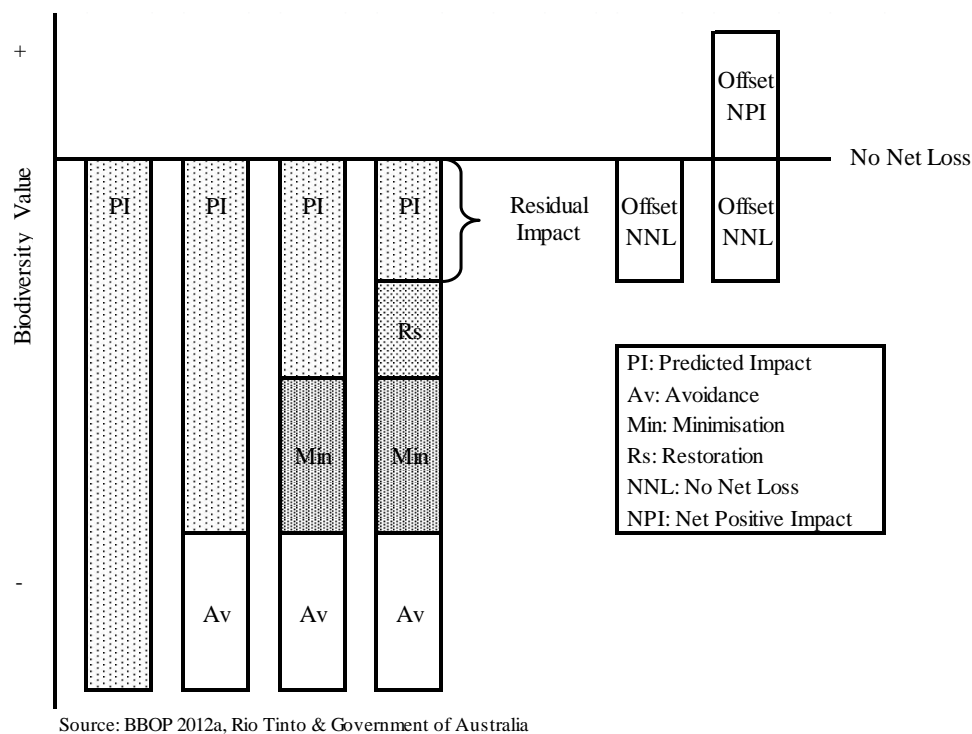 +
Biodiversity Value
-
PI
PI
Av
PI
Min
Av
PI
Rs
Min
Av
Residual
Impact
Offset
NNL
Offset
NPI
Offset
NNL
No Net Loss
PI: Predicted Impact
Av: Avoidance
Min: Minimisation
Rs: Restoration
NNL: No Net Loss
NPI: Net Positive Impact
Source: BBOP 2012a, Rio Tinto & Government of Australia